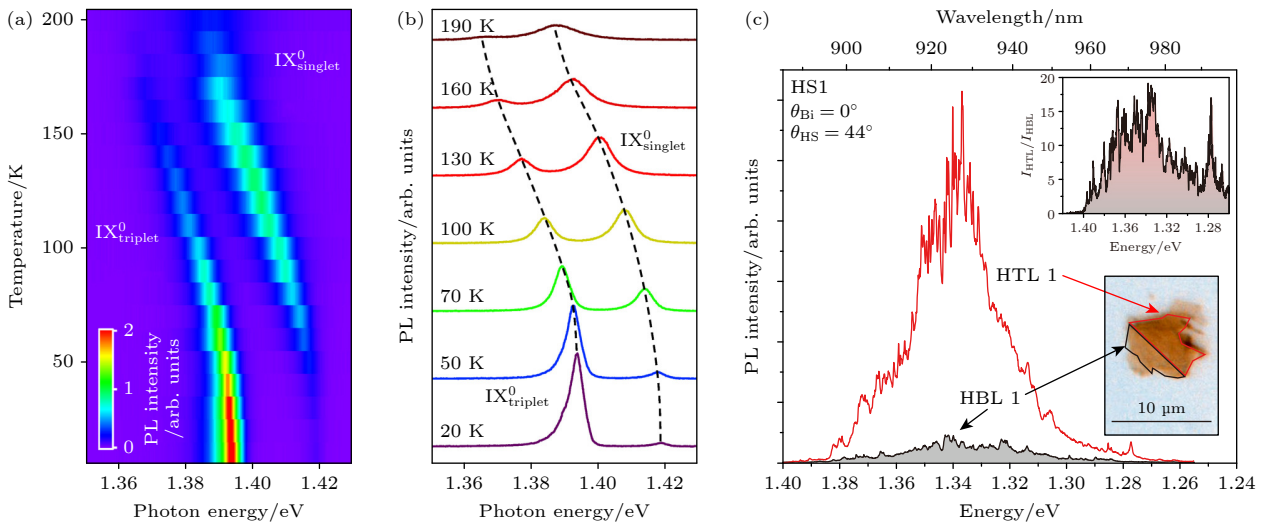 (a)
200
150
100
50
Temperature/K
IX⁰singlet
IX⁰triplet
2
1
0
PL intensity
/arb. units
1.36 1.38 1.40 1.42
Photon energy/eV
(b)
190 K
160 K
130 K
100 K
70 K
50 K
20 K
IX⁰singlet
IX⁰triplet
PL intensity/arb. units
1.36 1.38 1.40 1.42
Photon energy/eV
(c)
Wavelength/nm
900 920 940 960 980
HS1
θBi = 0°
θHS = 44°
PL intensity/arb. units
20
15
10
5
0
IHTL/IHBL
1.40 1.36 1.32 1.28
Energy/eV
HTL 1
HBL 1
10 µm
1.40 1.38 1.36 1.34 1.32 1.30 1.28 1.26 1.24
Energy/eV